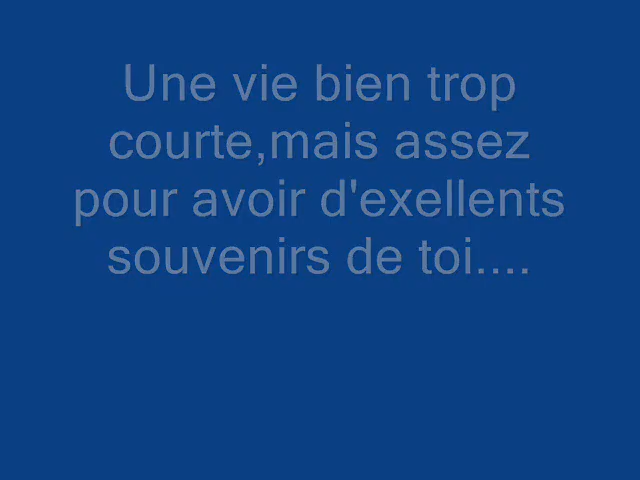 Une vie bien trop
courte,mais assez
pour avoir d'exellents
souvenirs de toi....